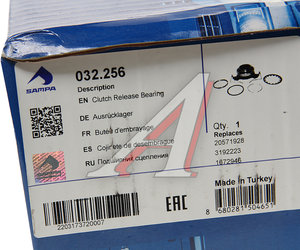 SAMPA
032.256
Description
EN Clutch Release Bearing
DE Ausrücklager
FR Buteé d'embrayage
ES Cojinete de desembrague
RU Подшипник сцепления
Qty. 1
Replaces
20571928
3192223
1672946
2203173720007
EAC
Made In Turkey
8 680281 504651